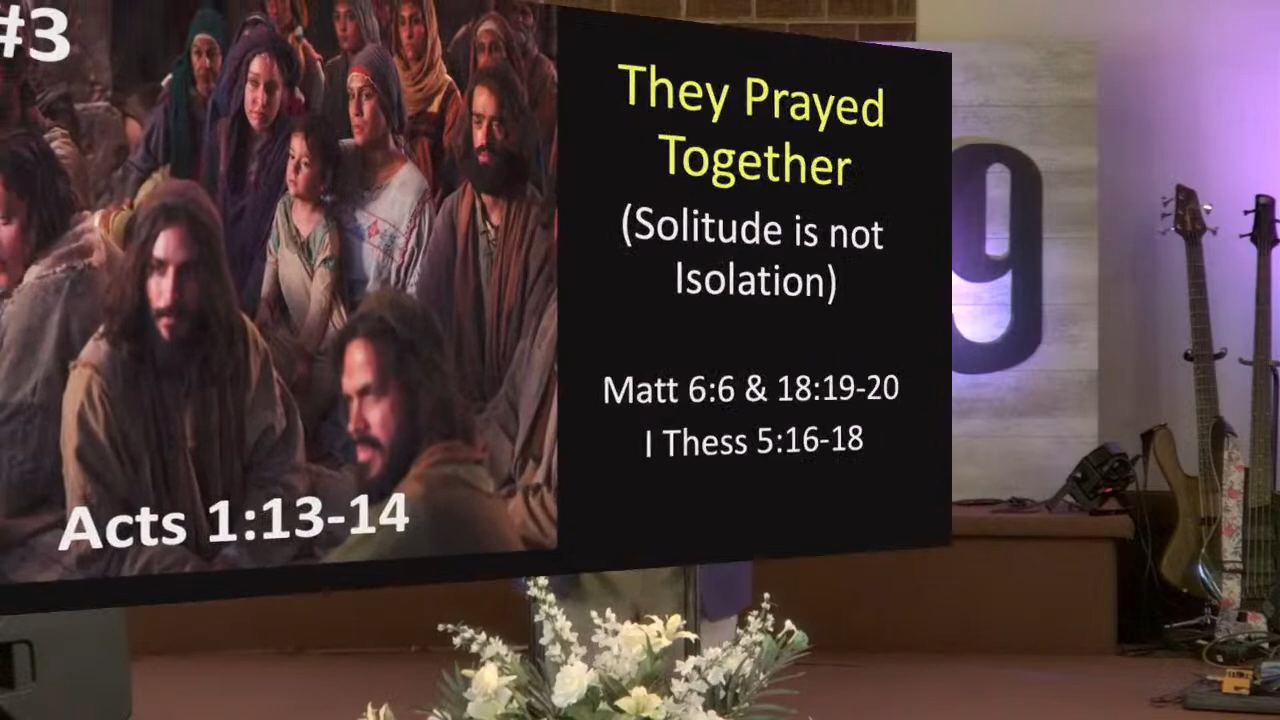 #3
Acts 1:13-14
They Prayed
Together
(Solitude is not
Isolation)
Matt 6:6 & 18:19-20
I Thess 5:16-18
9